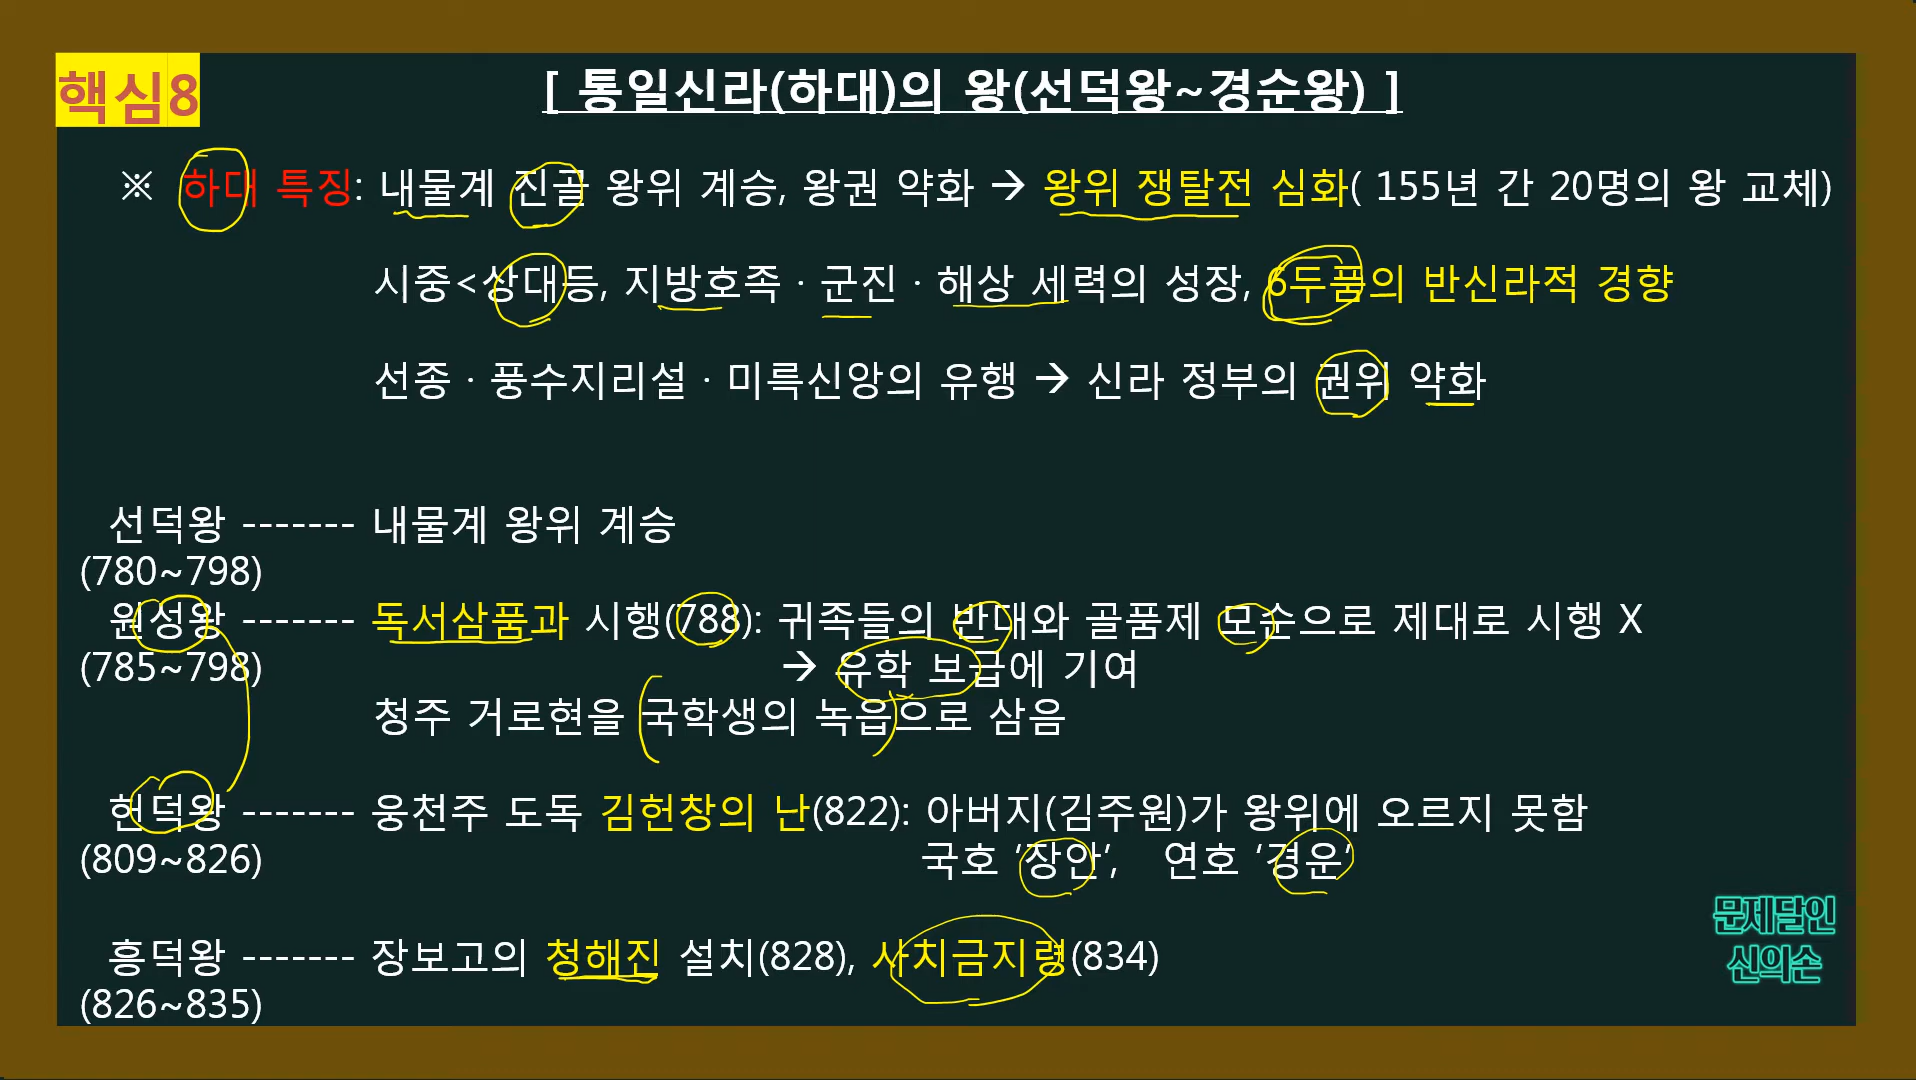 핵심8
[ 통일신라(하대)의 왕(선덕왕~경순왕) ]
※ 하대 특징: 내물계 진골 왕위 계승, 왕권 약화 → 왕위 쟁탈전 심화( 155년 간 20명의 왕 교체)
시중<상대등, 지방호족 · 군진 · 해상 세력의 성장, 6두품의 반신라적 경향
선종 · 풍수지리설 · 미륵신앙의 유행 → 신라 정부의 권위 약화
선덕왕 ------- 내물계 왕위 계승
(780~798)
원성왕 ------- 독서삼품과 시행(788): 귀족들의 반대와 골품제 모순으로 제대로 시행 X
(785~798) → 유학 보급에 기여
청주 거로현을 국학생의 녹읍으로 삼음
헌덕왕 ------- 웅천주 도독 김헌창의 난(822): 아버지(김주원)가 왕위에 오르지 못함
(809~826) 국호 ‘장안’, 연호 ‘경운’
흥덕왕 ------- 장보고의 청해진 설치(828), 사치금지령(834)
(826~835)
문제달인
신의손